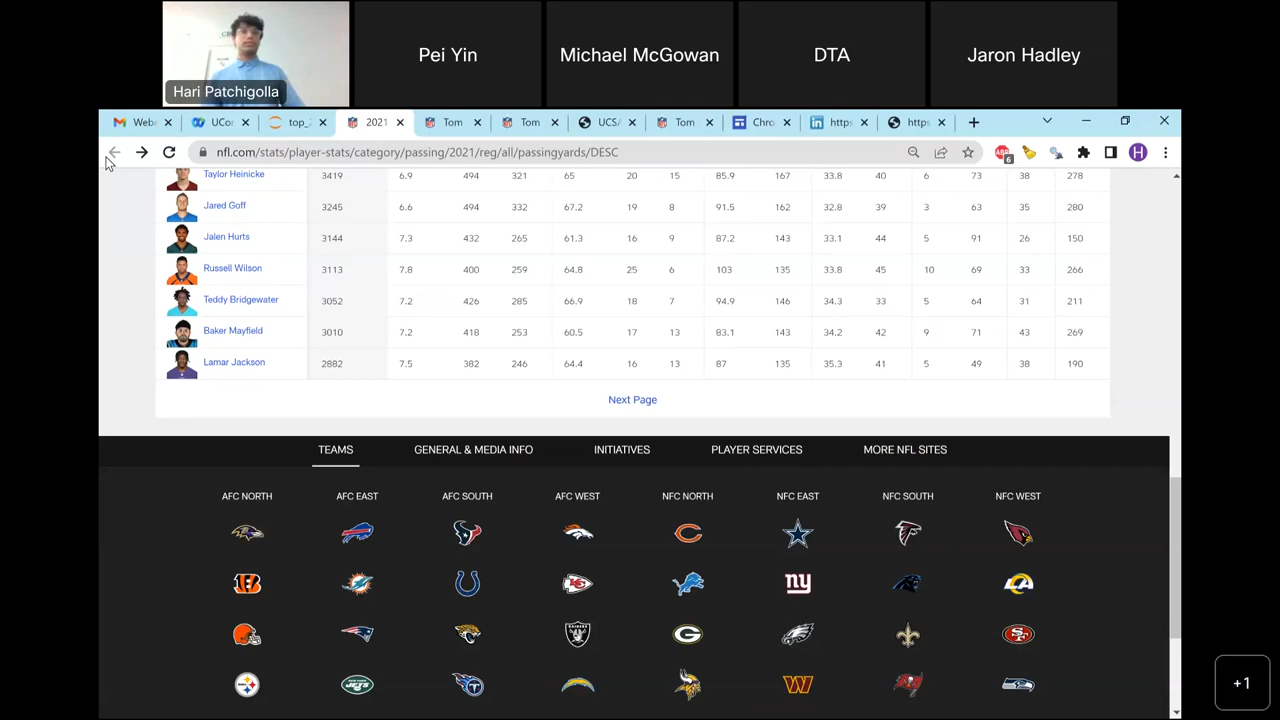 Pei Yin
Michael McGowan
DTA
Jaron Hadley
Hari Patchigolla
Webe
UCor
top_
2021
Tom
Tom
UCS/
Tom
Chro
https
https
nfl.com/stats/player-stats/category/passing/2021/reg/all/passingyards/DESC
ABP
6
H
Taylor Heinicke 3419 6.9 494 321 65 20 15 85.9 167 33.8 40 6 73 38 278
Jared Goff 3245 6.6 494 332 67.2 19 8 91.5 162 32.8 39 3 63 35 280
Jalen Hurts 3144 7.3 432 265 61.3 16 9 87.2 143 33.1 44 5 91 26 150
Russell Wilson 3113 7.8 400 259 64.8 25 6 103 135 33.8 45 10 69 33 266
Teddy Bridgewater 3052 7.2 426 285 66.9 18 7 94.9 146 34.3 33 5 64 31 211
Baker Mayfield 3010 7.2 418 253 60.5 17 13 83.1 143 34.2 42 9 71 43 269
Lamar Jackson 2882 7.5 382 246 64.4 16 13 87 135 35.3 41 5 49 38 190
Next Page
TEAMS GENERAL & MEDIA INFO INITIATIVES PLAYER SERVICES MORE NFL SITES
AFC NORTH AFC EAST AFC SOUTH AFC WEST NFC NORTH NFC EAST NFC SOUTH NFC WEST
+1